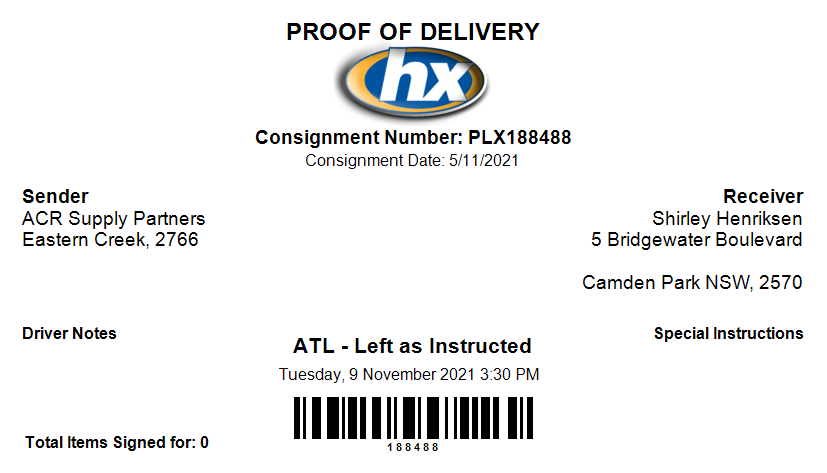 PROOF OF DELIVERY
hx
Consignment Number: PLX188488
Consignment Date: 5/11/2021
Sender
ACR Supply Partners
Eastern Creek, 2766
Receiver
Shirley Henriksen
5 Bridgewater Boulevard
Camden Park NSW, 2570
Driver Notes
ATL - Left as Instructed
Tuesday, 9 November 2021 3:30 PM
Special Instructions
188488
Total Items Signed for: 0